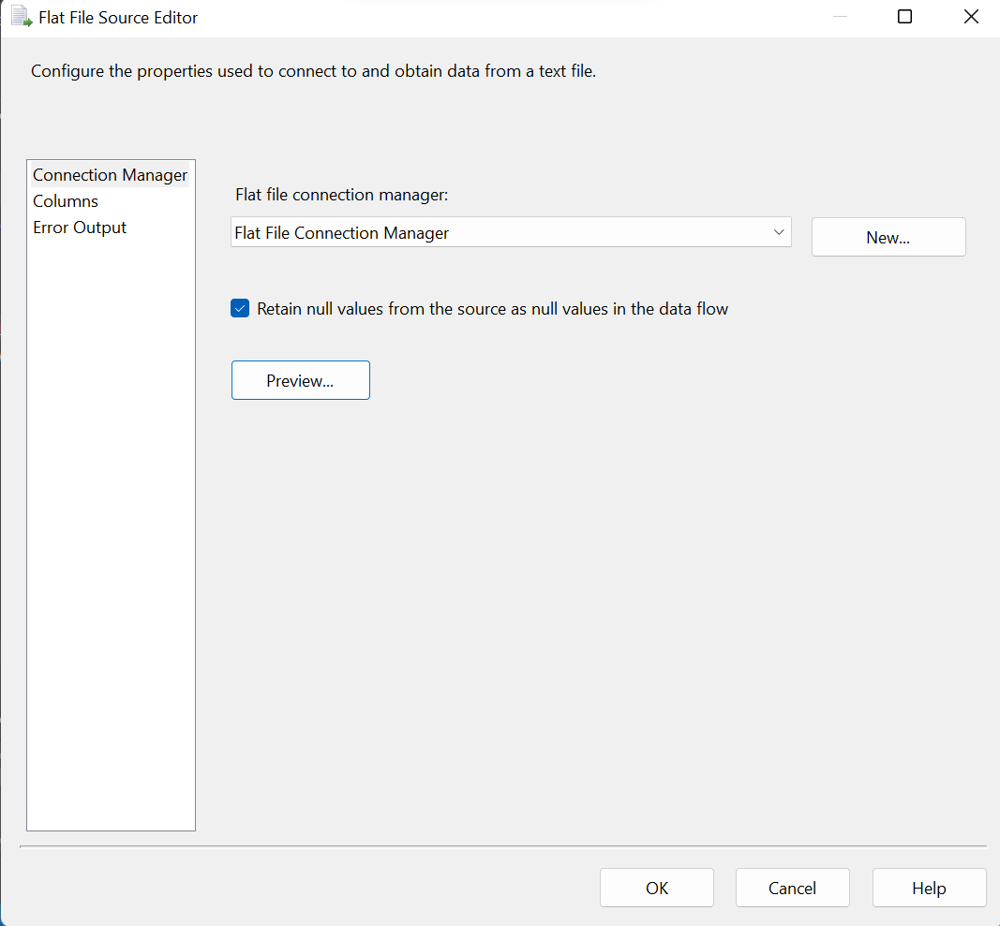 Flat File Source Editor
Configure the properties used to connect to and obtain data from a text file.
Connection Manager
Columns
Error Output
Flat file connection manager:
Flat File Connection Manager
New...
Retain null values from the source as null values in the data flow
Preview...
OK
Cancel
Help